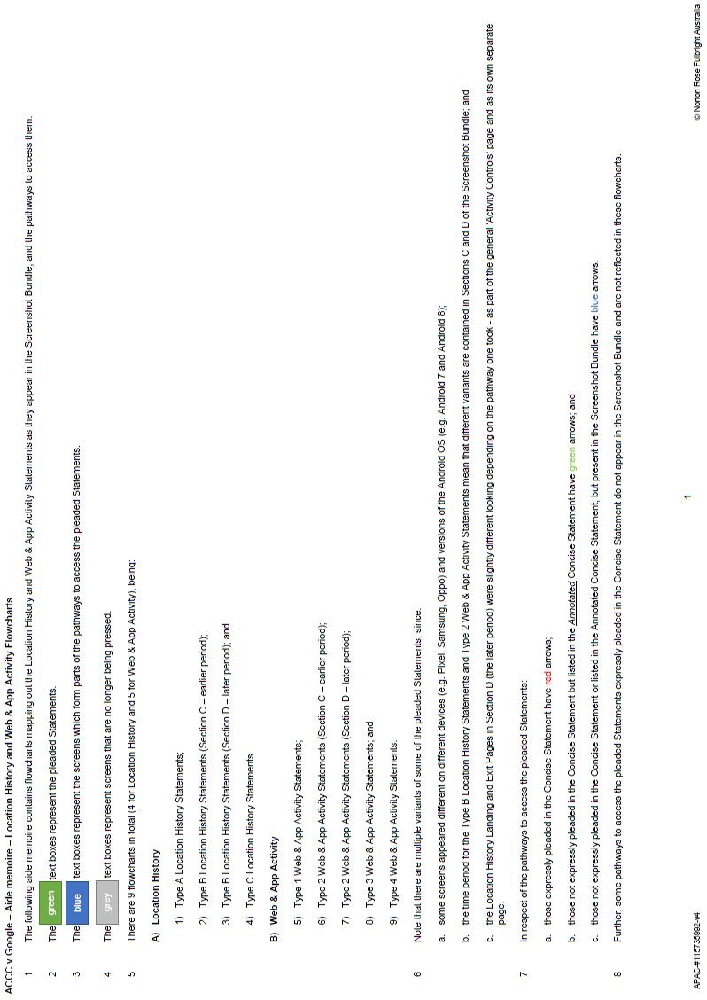 ACCC v Google – Aide memoire – Location History and Web & App Activity Flowcharts
1 The following aide memoire contains flowcharts mapping out the Location History and Web & App Activity Statements as they appear in the Screenshot Bundle, and the pathways to access them.
2 The green text boxes represent the pleaded Statements.
3 The blue text boxes represent the screens which form parts of the pathways to access the pleaded Statements.
4 The grey text boxes represent screens that are no longer being pressed.
5 There are 9 flowcharts in total (4 for Location History and 5 for Web & App Activity), being:
A) Location History
1) Type A Location History Statements;
2) Type B Location History Statements (Section C – earlier period);
3) Type B Location History Statements (Section D – later period); and
4) Type C Location History Statements.
B) Web & App Activity
5) Type 1 Web & App Activity Statements;
6) Type 2 Web & App Activity Statements (Section C – earlier period);
7) Type 2 Web & App Activity Statements (Section D – later period);
8) Type 3 Web & App Activity Statements; and
9) Type 4 Web & App Activity Statements.
6 Note that there are multiple variants of some of the pleaded Statements, since:
a. some screens appeared different on different devices (e.g. Pixel, Samsung, Oppo) and versions of the Android OS (e.g. Android 7 and Android 8);
b. the time period for the Type B Location History Statements and Type 2 Web & App Activity Statements mean that different variants are contained in Sections C and D of the Screenshot Bundle; and
c. the Location History Landing and Exit Pages in Section D (the later period) were slightly different looking depending on the pathway one took - as part of the general 'Activity Controls' page and as its own separate
page.
7 In respect of the pathways to access the pleaded Statements:
a. those expressly pleaded in the Concise Statement have red arrows;
b. those not expressly pleaded in the Concise Statement but listed in the Annotated Concise Statement have green arrows; and
c. those not expressly pleaded in the Concise Statement or listed in the Annotated Concise Statement, but present in the Screenshot Bundle have blue arrows.
8 Further, some pathways to access the pleaded Statements expressly pleaded in the Concise Statement do not appear in the Screenshot Bundle and are not reflected in these flowcharts.
APAC-#115735992-v4
1
© Norton Rose Fulbright Australia